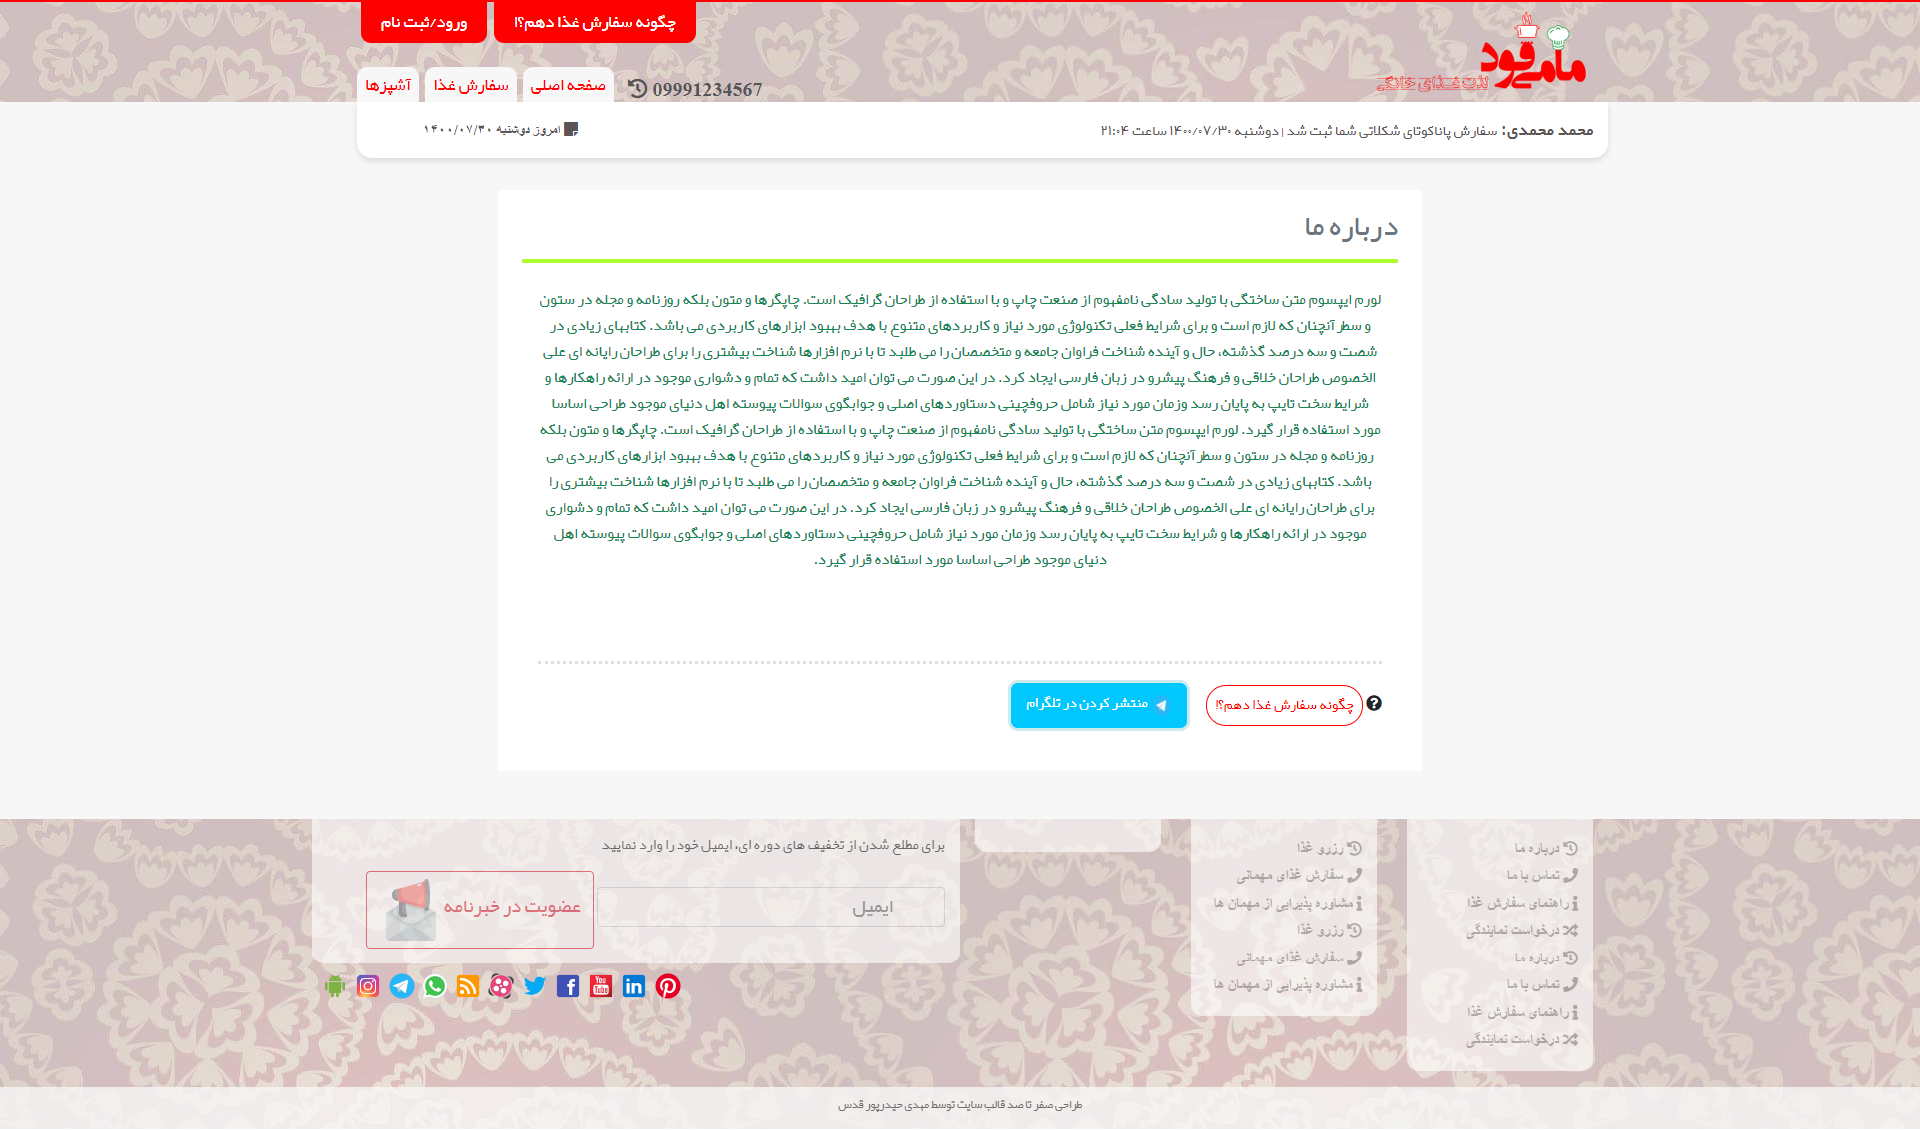 چگونه سفارش غذا دهم؟!
ورود/ثبت نام
مامی فود
لذت غذای خانگی
09991234567
صفحه اصلی
سفارش غذا
آشپزها
محمد محمدی: سفارش پاناکوتای شکلاتی شما ثبت شد | دوشنبه ۱۴۰۰/۰۷/۳۰ ساعت ۲۱:۰۴
امروز دوشنبه ۱۴۰۰/۰۷/۳۰
درباره ما
لورم ایپسوم متن ساختگی با تولید سادگی نامفهوم از صنعت چاپ و با استفاده از طراحان گرافیک است. چاپگرها و متون بلکه روزنامه و مجله در ستون
و سطرآنچنان که لازم است و برای شرایط فعلی تکنولوژی مورد نیاز و کاربردهای متنوع با هدف بهبود ابزارهای کاربردی می باشد. کتابهای زیادی در
شصت و سه درصد گذشته، حال و آینده شناخت فراوان جامعه و متخصصان را می طلبد تا با نرم افزارها شناخت بیشتری را برای طراحان رایانه ای علی
الخصوص طراحان خلاقی و فرهنگ پیشرو در زبان فارسی ایجاد کرد. در این صورت می توان امید داشت که تمام و دشواری موجود در ارائه راهکارها و
شرایط سخت تایپ به پایان رسد وزمان مورد نیاز شامل حروفچینی دستاوردهای اصلی و جوابگوی سوالات پیوسته اهل دنیای موجود طراحی اساسا
مورد استفاده قرار گیرد. لورم ایپسوم متن ساختگی با تولید سادگی نامفهوم از صنعت چاپ و با استفاده از طراحان گرافیک است. چاپگرها و متون بلکه
روزنامه و مجله در ستون و سطرآنچنان که لازم است و برای شرایط فعلی تکنولوژی مورد نیاز و کاربردهای متنوع با هدف بهبود ابزارهای کاربردی می
باشد. کتابهای زیادی در شصت و سه درصد گذشته، حال و آینده شناخت فراوان جامعه و متخصصان را می طلبد تا با نرم افزارها شناخت بیشتری را
برای طراحان رایانه ای علی الخصوص طراحان خلاقی و فرهنگ پیشرو در زبان فارسی ایجاد کرد. در این صورت می توان امید داشت که تمام و دشواری
موجود در ارائه راهکارها و شرایط سخت تایپ به پایان رسد وزمان مورد نیاز شامل حروفچینی دستاوردهای اصلی و جوابگوی سوالات پیوسته اهل
دنیای موجود طراحی اساسا مورد استفاده قرار گیرد.
چگونه سفارش غذا دهم؟!
منتشر کردن در تلگرام
درباره ما
تماس با ما
راهنمای سفارش غذا
درخواست نمایندگی
درباره ما
تماس با ما
راهنمای سفارش غذا
درخواست نمایندگی
رزرو غذا
سفارش غذای مهمانی
مشاوره پذیرایی از مهمان ها
رزرو غذا
سفارش غذای مهمانی
مشاوره پذیرایی از مهمان ها
برای مطلع شدن از تخفیف های دوره ای، ایمیل خود را وارد نمایید
ایمیل
عضویت در خبرنامه
You
Tube
in
طراحی صفر تا صد قالب سایت توسط مهدی حیدرپور قدس